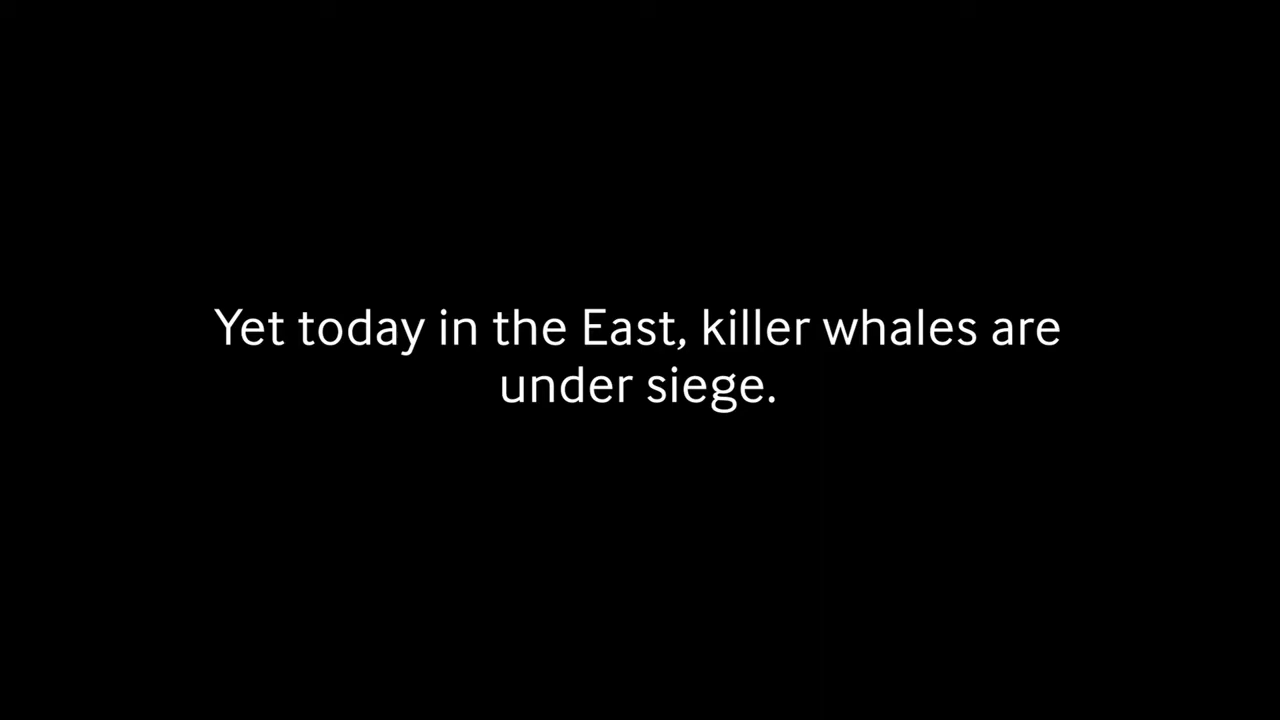 Yet today in the East, killer whales are
under siege.